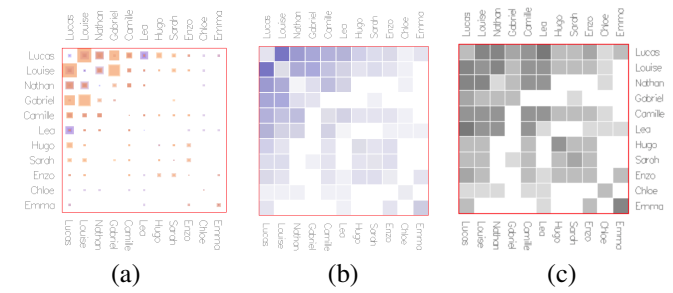 Lucas Louise Nathan Gabriel Camille Lea Hugo Sarah Enzo Chloe Emma
Lucas
Louise
Nathan
Gabriel
Camille
Lea
Hugo
Sarah
Enzo
Chloe
Emma
Lucas Louise Nathan Gabriel Camille Lea Hugo Sarah Enzo Chloe Emma
(a)
Lucas Louise Nathan Gabriel Camille Lea Hugo Sarah Enzo Chloe Emma
Lucas Louise Nathan Gabriel Camille Lea Hugo Sarah Enzo Chloe Emma
(b)
Lucas Louise Nathan Gabriel Camille Lea Hugo Sarah Enzo Chloe Emma
Lucas
Louise
Nathan
Gabriel
Camille
Lea
Hugo
Sarah
Enzo
Chloe
Emma
Lucas Louise Nathan Gabriel Camille Lea Hugo Sarah Enzo Chloe Emma
(c)